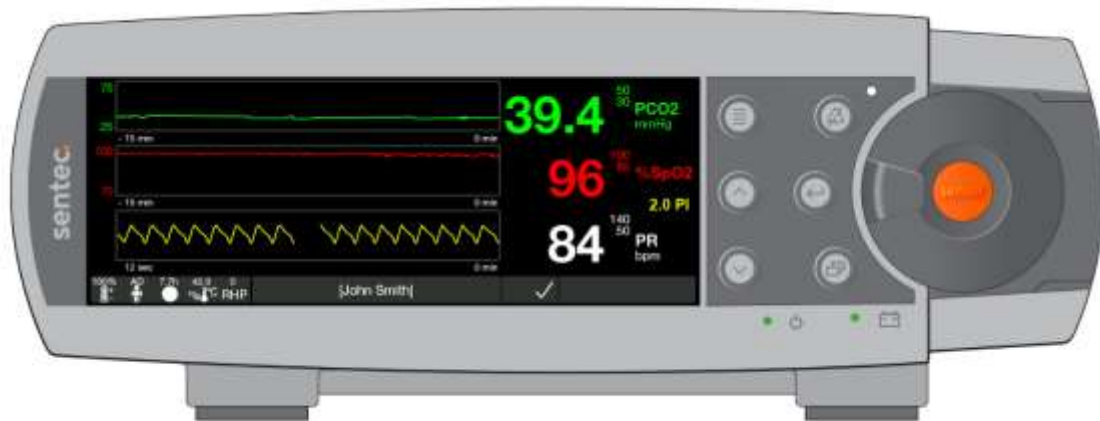 sentec
75
25
- 15 min
0 min
39.4
50
30
PCO2
mmHg
100
70
- 15 min
0 min
96
100
%SpO2
2.0 PI
12 sec
0 min
84
140
50
PR
bpm
100%
AD
7.7h
42.0
°C
0
RHP
[John Smith]